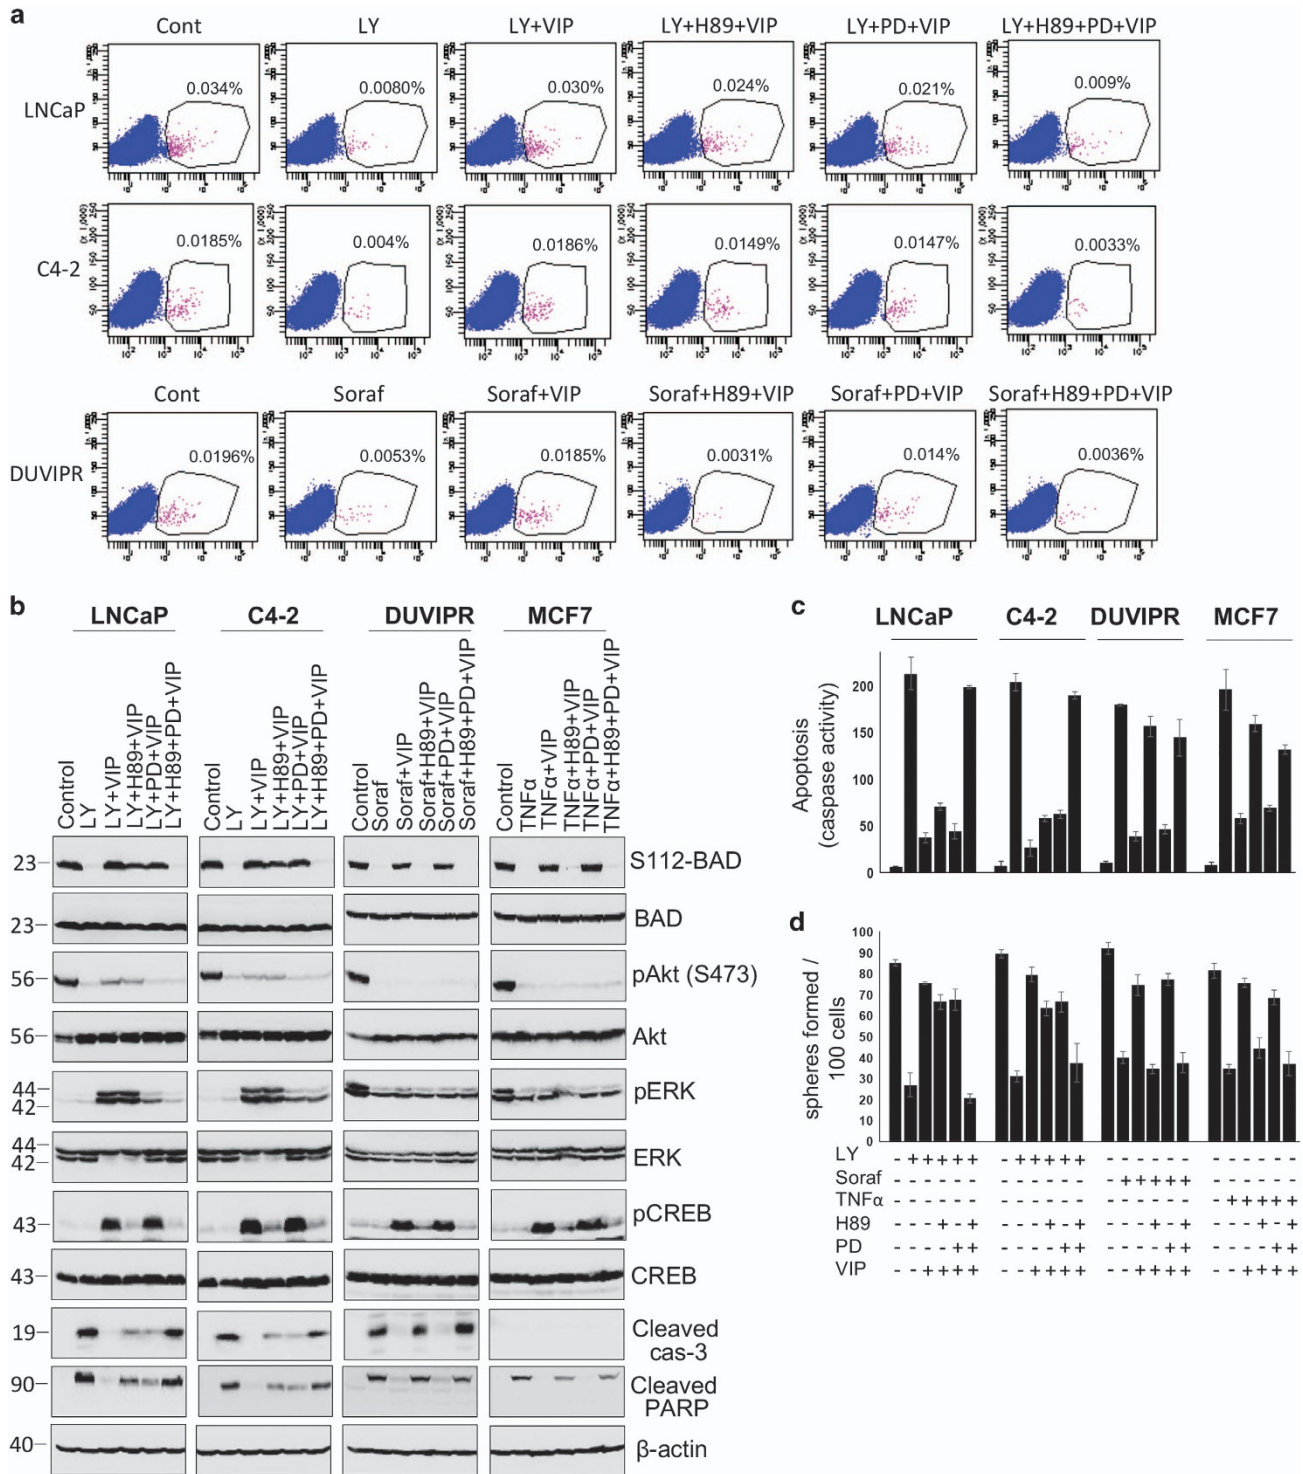 a
Cont LY LY+VIP LY+H89+VIP LY+PD+VIP LY+H89+PD+VIP
LNCaP
0.034% 0.0080% 0.030% 0.024% 0.021% 0.009%
C4-2
0.0185% 0.004% 0.0186% 0.0149% 0.0147% 0.0033%
Cont Soraf Soraf+VIP Soraf+H89+VIP Soraf+PD+VIP Soraf+H89+PD+VIP
DUVIPR
0.0196% 0.0053% 0.0185% 0.0031% 0.014% 0.0036%
b
LNCaP C4-2 DUVIPR MCF7
Control LY LY+VIP LY+H89+VIP LY+PD+VIP LY+H89+PD+VIP
Control LY LY+VIP LY+H89+VIP LY+PD+VIP LY+H89+PD+VIP
Control Soraf Soraf+VIP Soraf+H89+VIP Soraf+PD+VIP Soraf+H89+PD+VIP
Control TNFα TNFα+VIP TNFα+H89+VIP TNFα+PD+VIP TNFα+H89+PD+VIP
23 S112-BAD
23 BAD
56 pAkt (S473)
56 Akt
44
42 pERK
44
42 ERK
43 pCREB
43 CREB
19 Cleaved cas-3
90 Cleaved PARP
40 β-actin
c
LNCaP C4-2 DUVIPR MCF7
Apoptosis
(caspase activity)
200
150
100
50
0
d
spheres formed /
100 cells
100
90
80
70
60
50
40
30
20
10
0
LY - + + + + + - + + + + +
Soraf - + + + + +
TNFα - + + + + +
H89 - - - + - + - - - + - + - - - + - + - - - + - +
PD - - - - + + - - - - + + - - - - + + - - - - + +
VIP - - + + + + - - + + + + - - + + + + - - + + + +